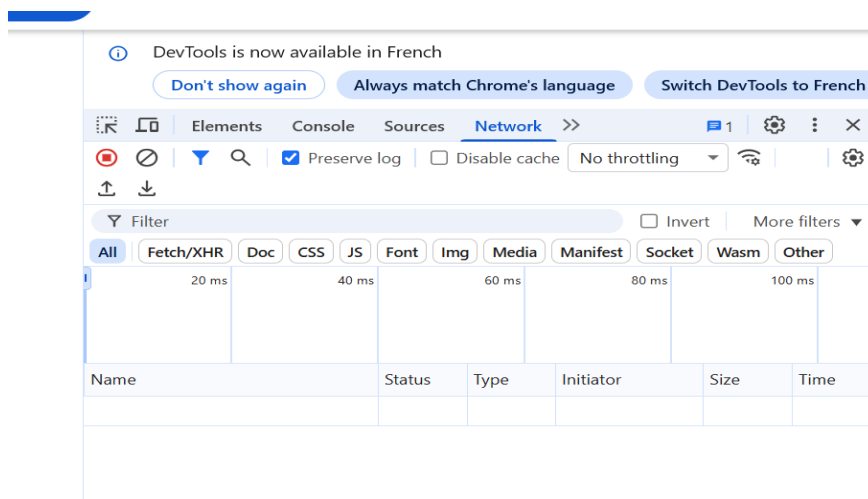 DevTools is now available in French
Don't show again Always match Chrome's language Switch DevTools to French
Elements Console Sources Network 1
Preserve log Disable cache No throttling
Filter Invert More filters
All Fetch/XHR Doc CSS JS Font Img Media Manifest Socket Wasm Other
20 ms 40 ms 60 ms 80 ms 100 ms
Name Status Type Initiator Size Time